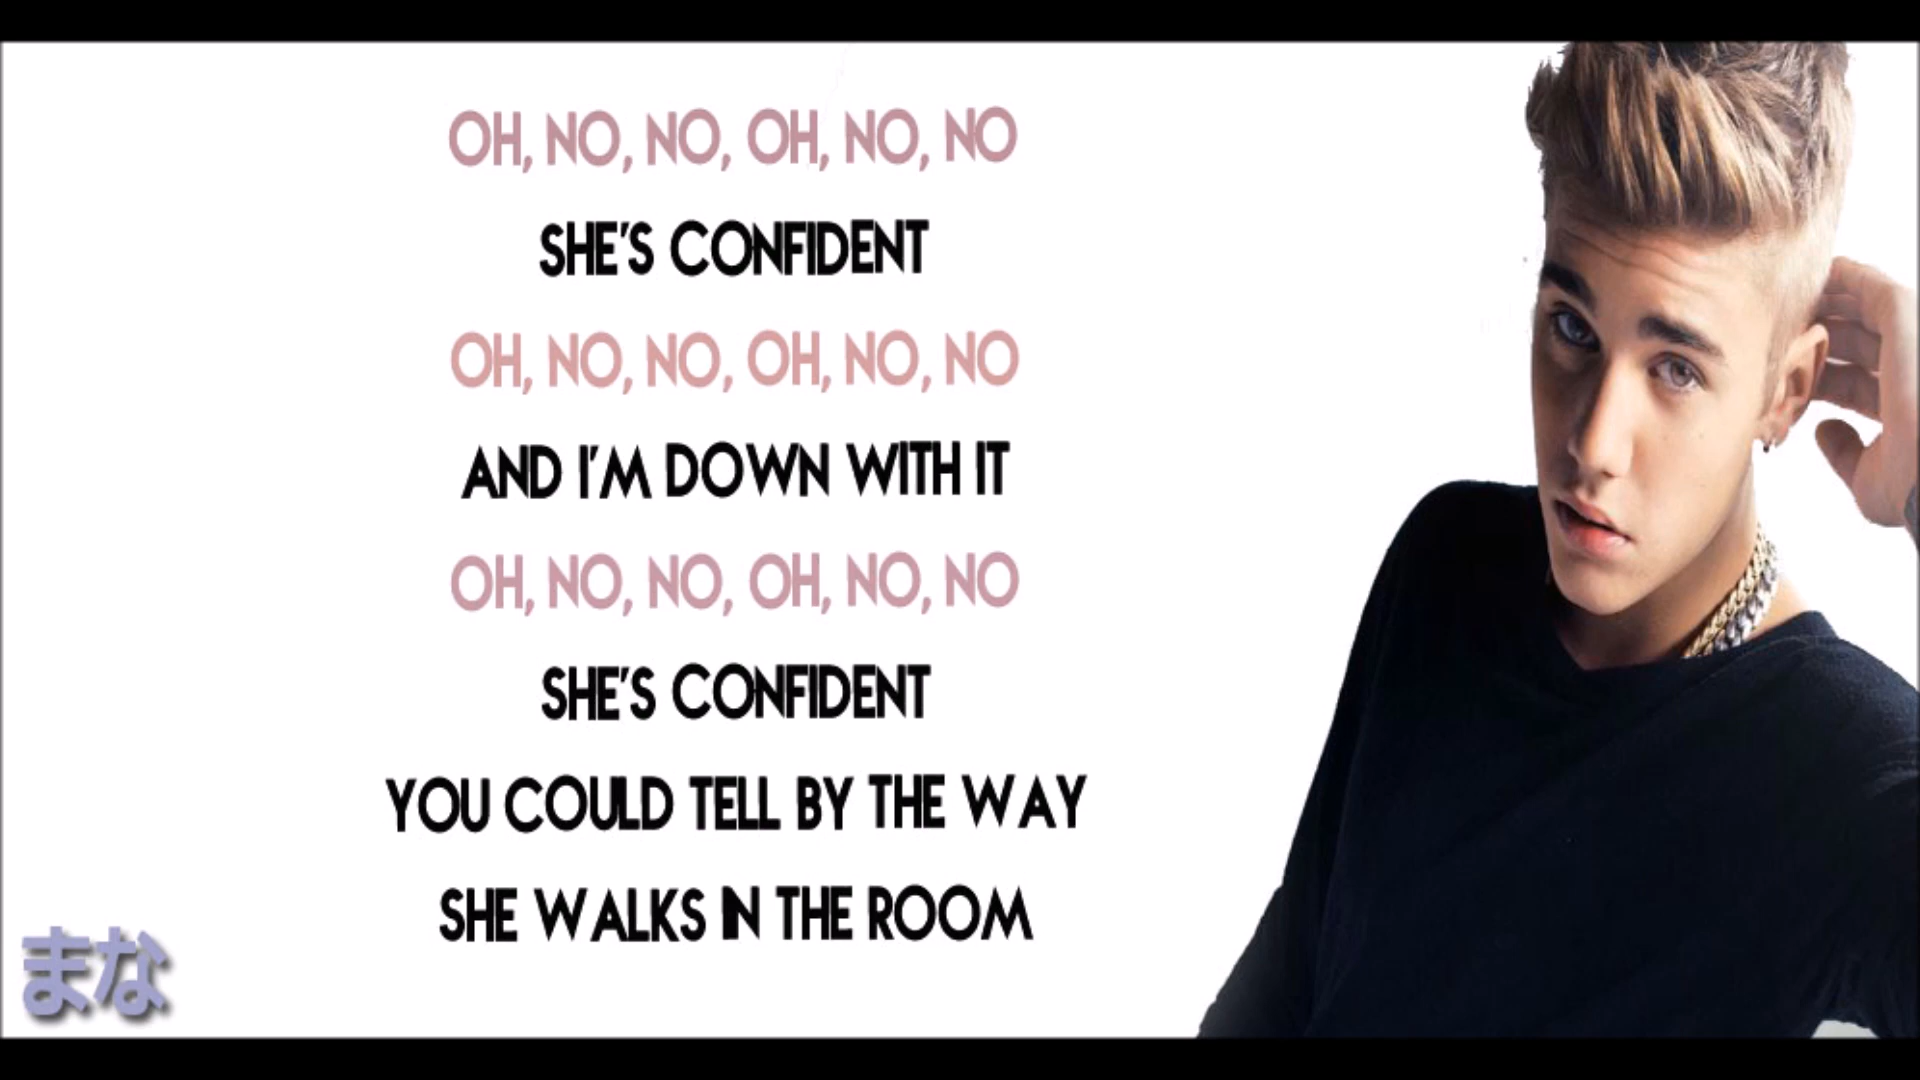 OH, NO, NO, OH, NO, NO
SHE'S CONFIDENT
OH, NO, NO, OH, NO, NO
AND I'M DOWN WITH IT
OH, NO, NO, OH, NO, NO
SHE'S CONFIDENT
YOU COULD TELL BY THE WAY
SHE WALKS IN THE ROOM
まな